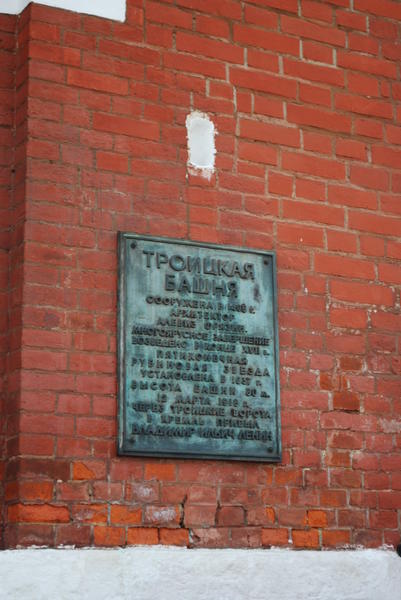 ТРОИЦКАЯ
БАШНЯ
СООРУЖЕНА В 1495 г.
АРХИТЕКТОР
АЛЕВИЗ ФРЯЗИН.
МНОГОЯРУСНОЕ ЗАВЕРШЕНИЕ
ВОЗВЕДЕНО В КОНЦЕ XVII г.
ПЯТИКОНЕЧНАЯ
РУБИНОВАЯ ЗВЕЗДА
УСТАНОВЛЕНА В 1937 г.
ВЫСОТА БАШНИ 80 м.
12 МАРТА 1918 г.
ЧЕРЕЗ ТРОИЦКИЕ ВОРОТА
В КРЕМЛЬ ПРИБЫЛ
ВЛАДИМИР ИЛЬИЧ ЛЕНИН